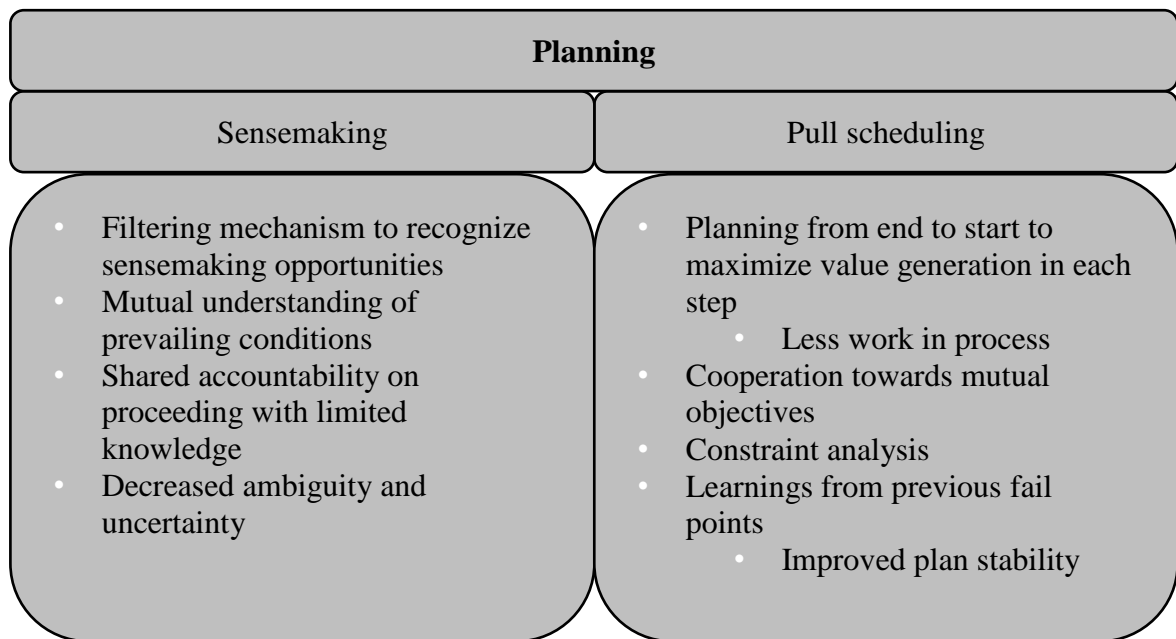 Planning
Sensemaking
Pull scheduling
• Filtering mechanism to recognize
sensemaking opportunities
• Mutual understanding of
prevailing conditions
• Shared accountability on
proceeding with limited
knowledge
• Decreased ambiguity and
uncertainty
• Planning from end to start to
maximize value generation in each
step
• Less work in process
• Cooperation towards mutual
objectives
• Constraint analysis
• Learnings from previous fail
points
• Improved plan stability